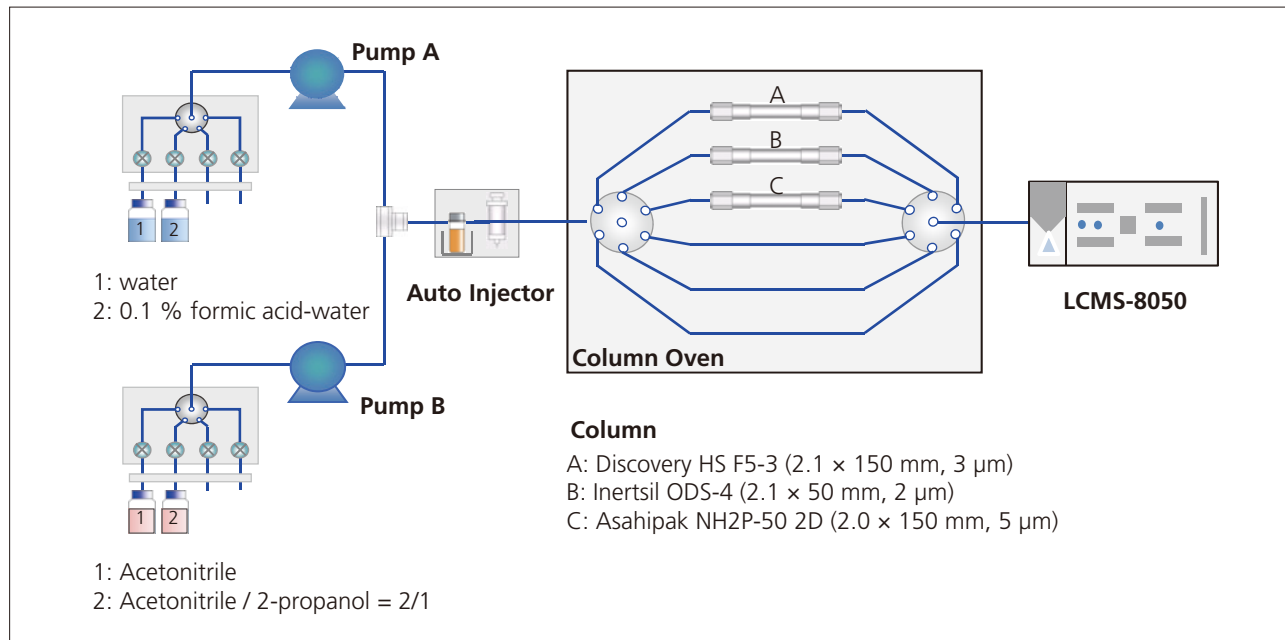 Pump A
A
B
C
1 2
1: water
2: 0.1 % formic acid-water
Auto Injector
LCMS-8050
Column Oven
Pump B
1 2
1: Acetonitrile
2: Acetonitrile / 2-propanol = 2/1
Column
A: Discovery HS F5-3 (2.1 × 150 mm, 3 μm)
B: Inertsil ODS-4 (2.1 × 50 mm, 2 μm)
C: Asahipak NH2P-50 2D (2.0 × 150 mm, 5 μm)